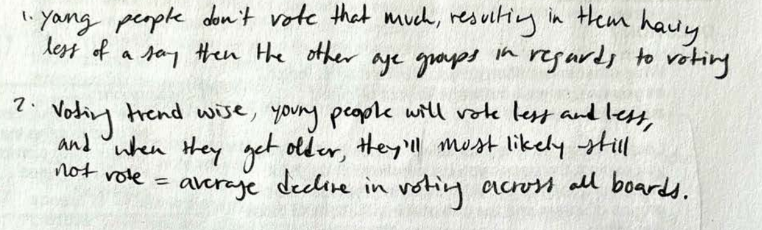 1. young people don't vote that much, resulting in them having
less of a say then the other age groups in regards to voting
2. Voting trend wise, young people will vote less and less,
and when they get older, they'll most likely still
not vote = average decline in voting across all boards.